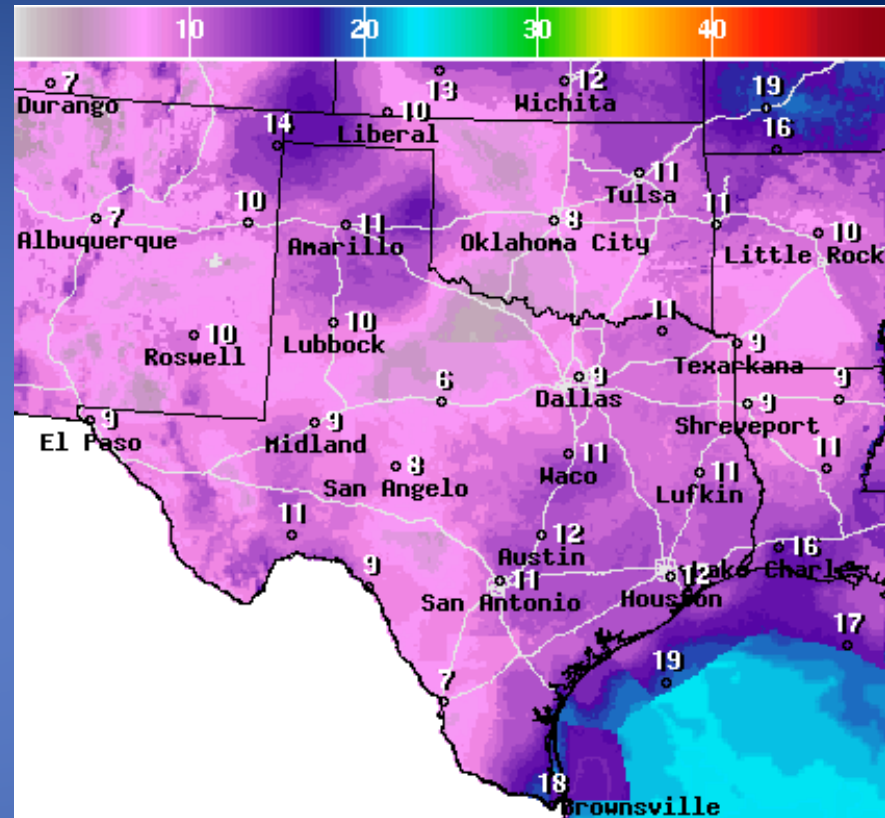 10 20 30 40
7 13 12 19
Durango Wichita
10
Liberal
14 16
11
Tulsa
7 10 11 8 11 10
Albuquerque Amarillo Oklahoma City Little Rock
10 10 11 9
Roswell Lubbock Texarkana
6 9 9 9
Dallas Shreveport
9 9
El Paso Midland
8 11 11 11
San Angelo Waco Lufkin
11 12 16
Austin Lake Charles
9 11 12
San Antonio Houston
17
7 19
18
Brownsville